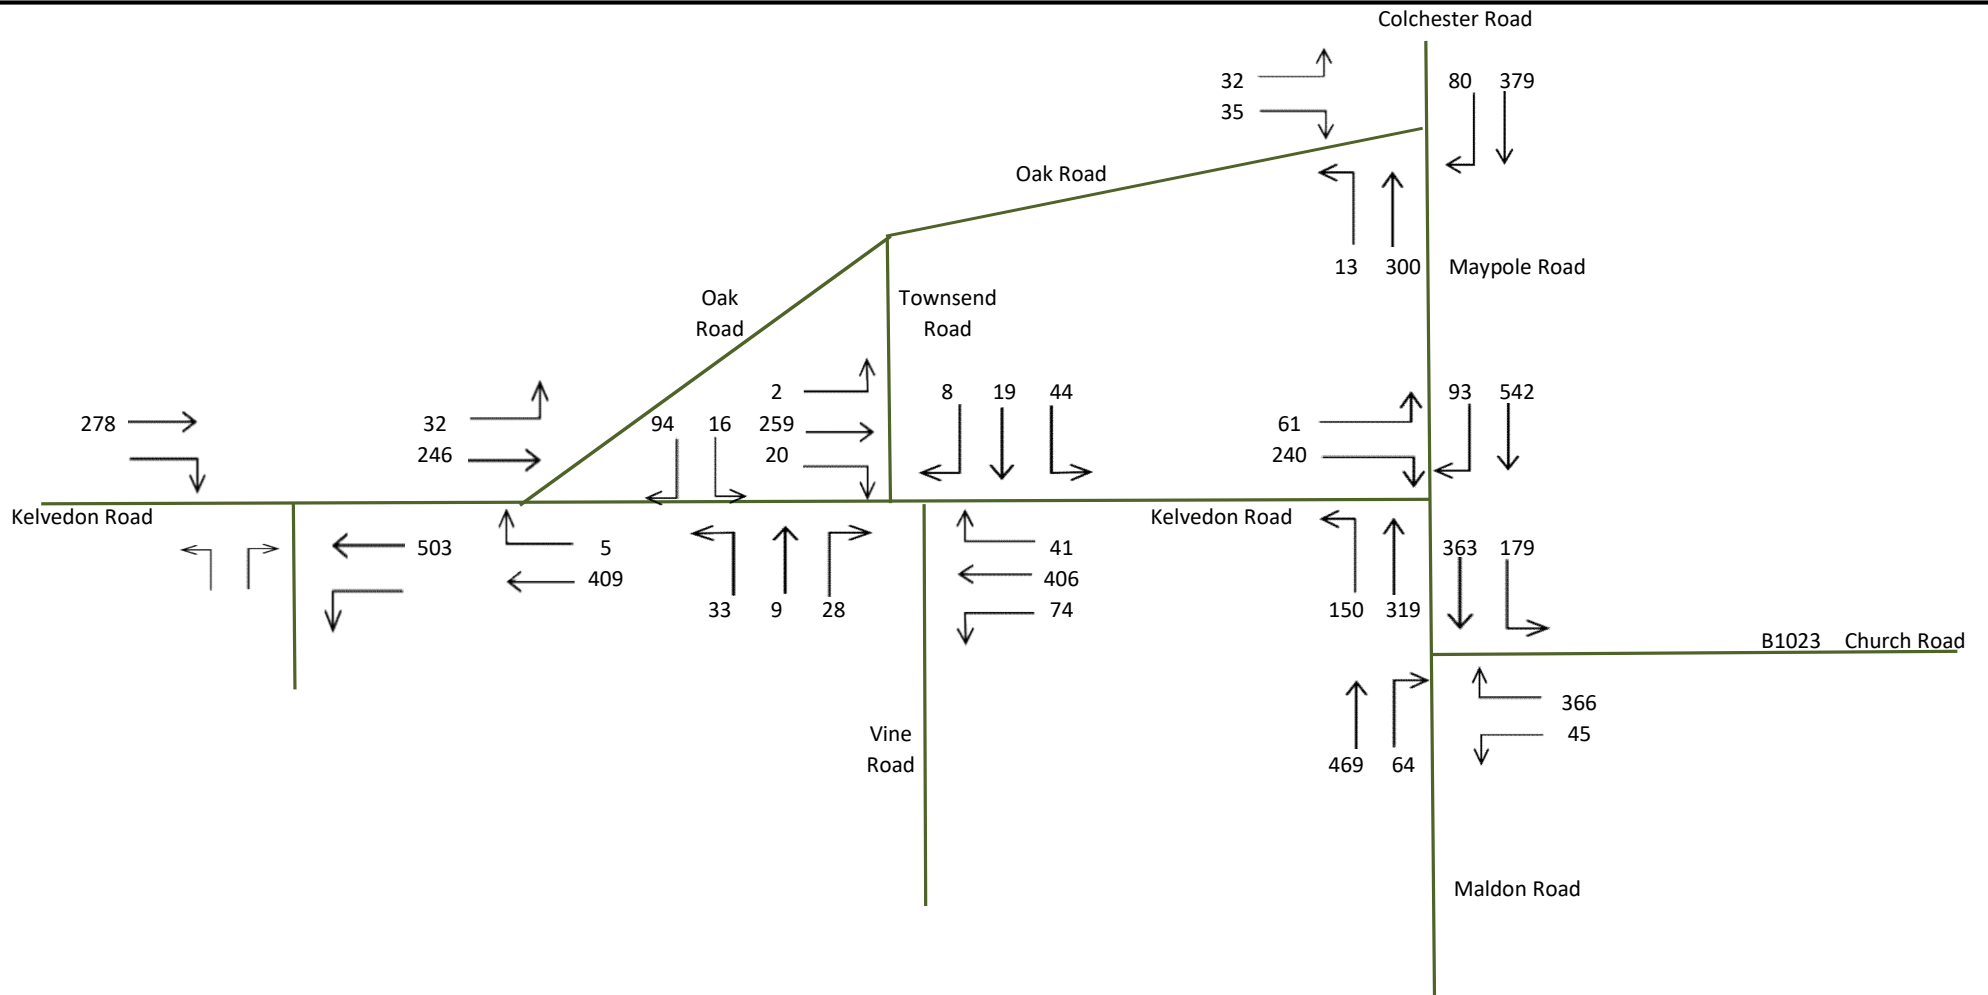 Colchester Road
32
80 379
35
Oak Road
13 300 Maypole Road
Oak
Road
Townsend
Road
278
32
246
94 16
2
259
20
8 19 44
61
240
93 542
Kelvedon Road
Kelvedon Road
503
5
409
33 9 28
41
406
74
150 319
363 179
B1023 Church Road
366
45
469 64
Vine
Road
Maldon Road